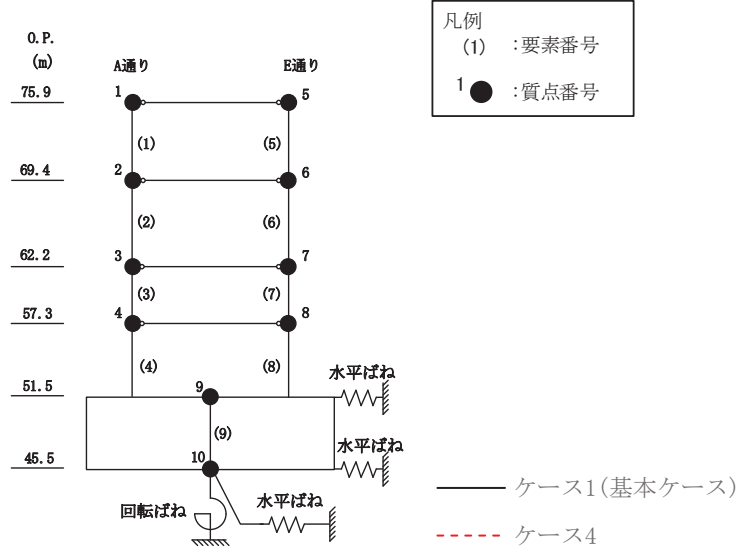 凡例
(1) :要素番号
1 :質点番号
O.P.
(m)
A通り E通り
75.9 1 5
(1) (5)
69.4 2 6
(2) (6)
62.2 3 7
(3) (7)
57.3 4 8
(4) (8)
水平ばね
51.5 9
(9)
水平ばね
45.5 10
回転ばね 水平ばね
ケース1(基本ケース)
ケース4